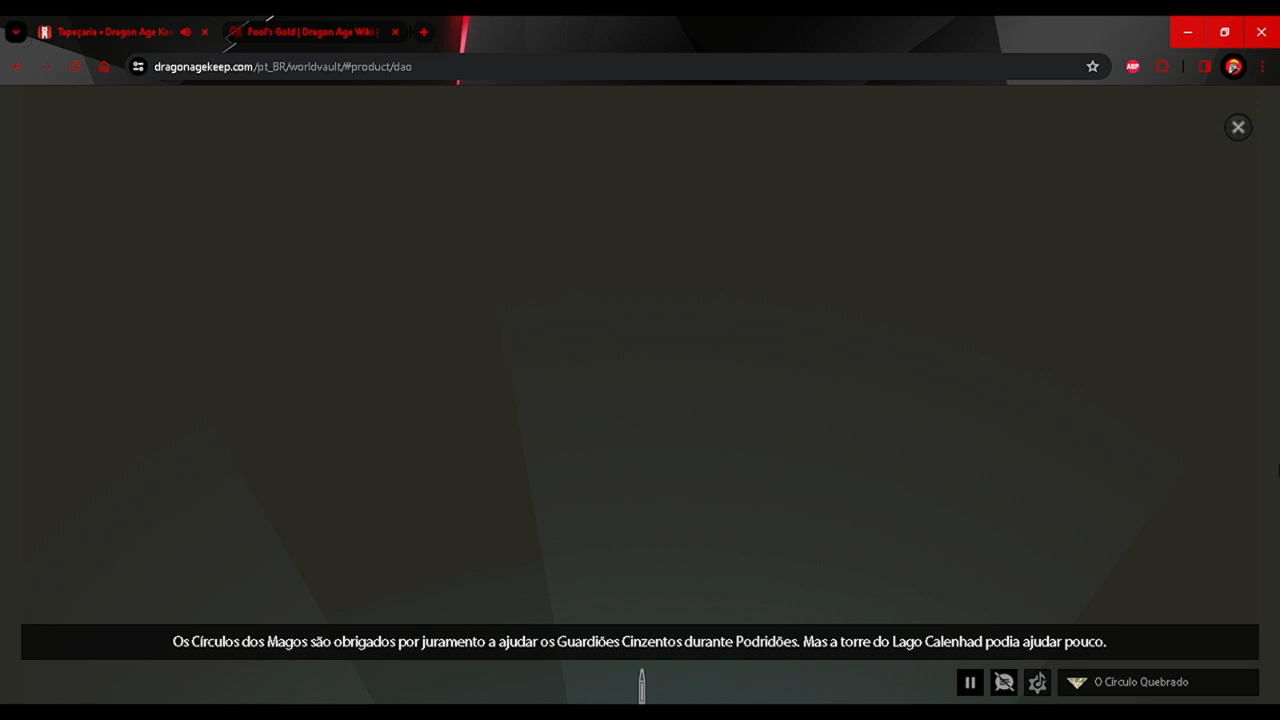 Tapeçaria • Dragon Age Kee
Fool's Gold | Dragon Age Wiki |
dragonagekeep.com/pt_BR/worldvault/#product/dao
ABP
Os Círculos dos Magos são obrigados por juramento a ajudar os Guardiões Cinzentos durante Podridões. Mas a torre do Lago Calenhad podia ajudar pouco.
O Círculo Quebrado